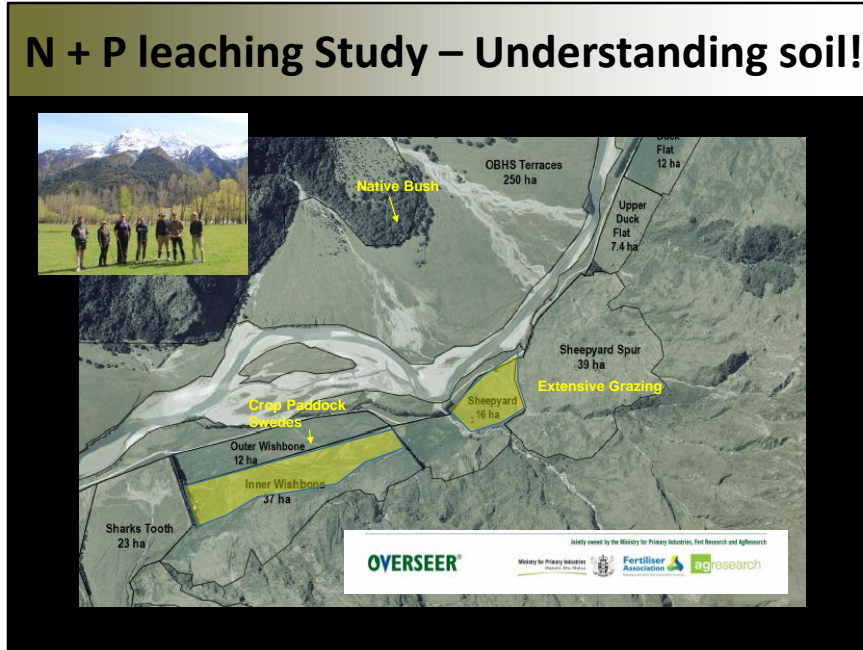 N + P leaching Study – Understanding soil!
Duck
Flat
12 ha
OBHS Terraces
250 ha
Native Bush
Upper
Duck
Flat
7.4 ha
Sheepyard Spur
39 ha
Extensive Grazing
Sheepyard
16 ha
Crop Paddock
Swedes
Outer Wishbone
12 ha
Inner Wishbone
37 ha
Sharks Tooth
23 ha
Jointly owned by the Ministry for Primary Industries, Fert Research and AgResearch
OVERSEER®
Ministry for Primary Industries
Manatū Ahu Matua
Fertiliser
Association
agresearch